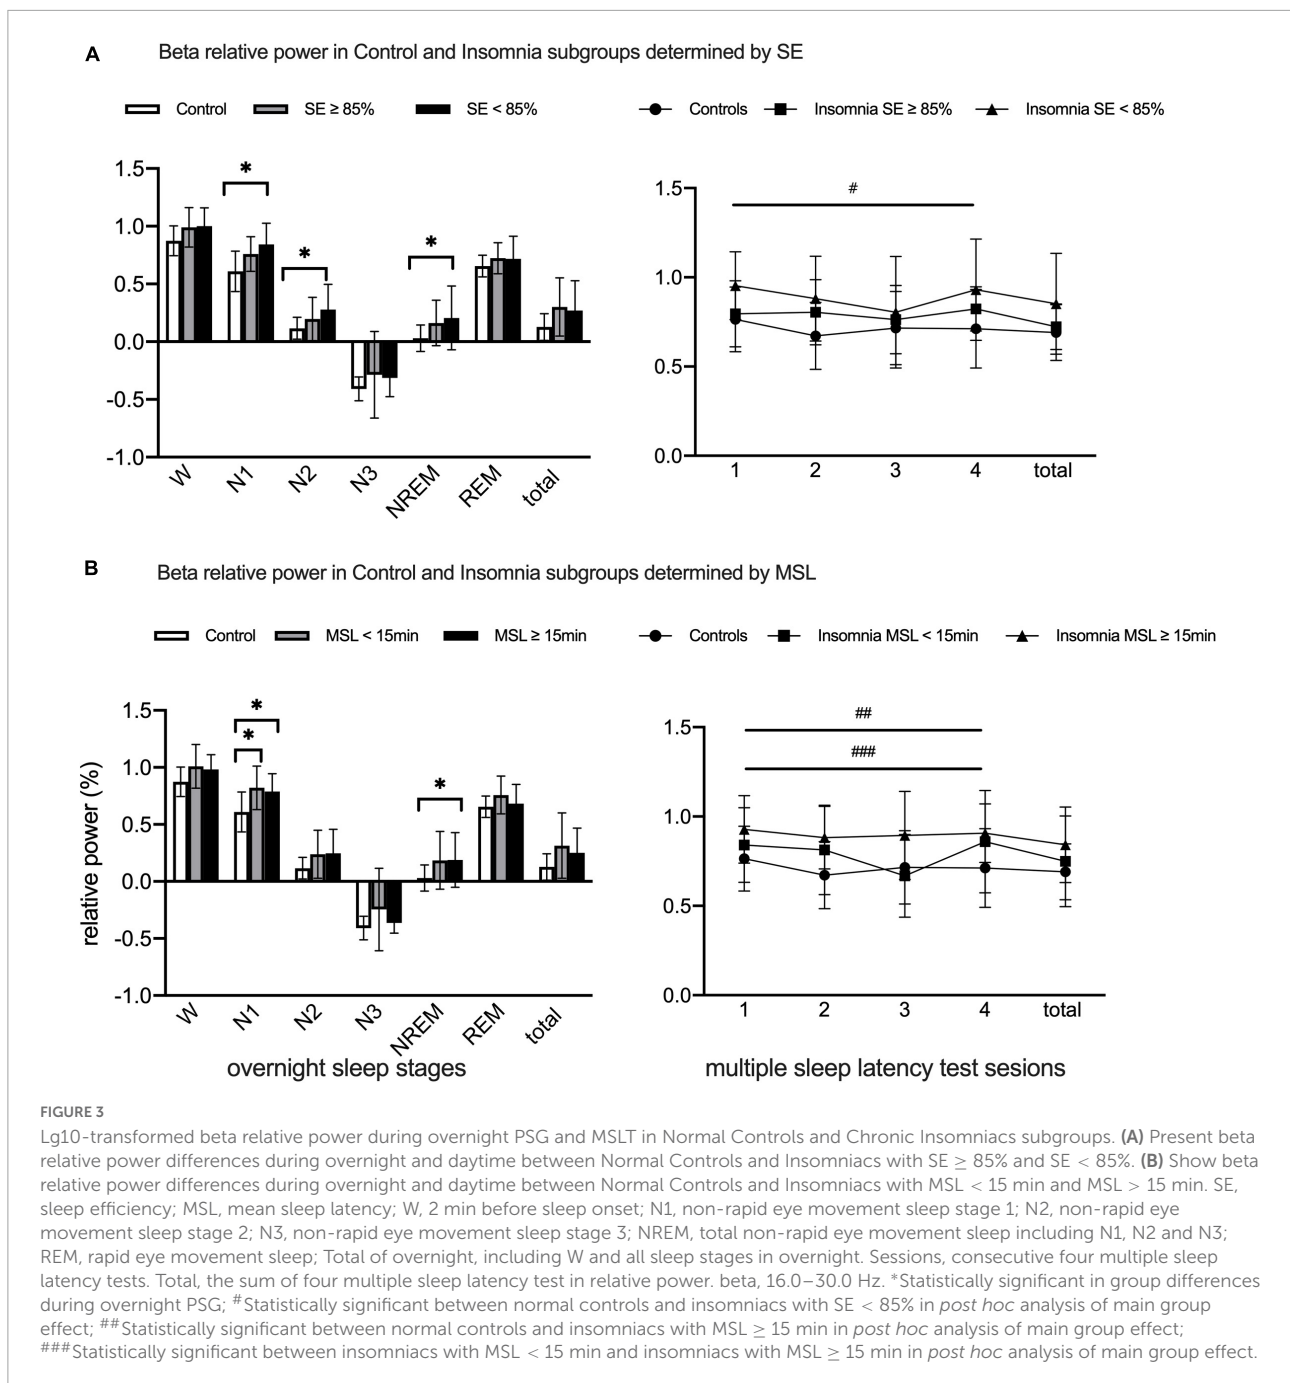 A Beta relative power in Control and Insomnia subgroups determined by SE
Control SE ≥ 85% SE < 85%
Controls Insomnia SE ≥ 85% Insomnia SE < 85%
1.5
1.0
0.5
0.0
-0.5
-1.0
*
*
*
W N1 N2 N3 NREM REM total
1.5
1.0
0.5
0.0
#
1 2 3 4 total
B Beta relative power in Control and Insomnia subgroups determined by MSL
Control MSL < 15min MSL ≥ 15min
Controls Insomnia MSL < 15min Insomnia MSL ≥ 15min
relative power (%)
1.5
1.0
0.5
0.0
-0.5
-1.0
*
*
*
W N1 N2 N3 NREM REM total
overnight sleep stages
1.5
1.0
0.5
0.0
##
###
1 2 3 4 total
multiple sleep latency test sesions
FIGURE 3
Lg10-transformed beta relative power during overnight PSG and MSLT in Normal Controls and Chronic Insomniacs subgroups. (A) Present beta
relative power differences during overnight and daytime between Normal Controls and Insomniacs with SE ≥ 85% and SE < 85%. (B) Show beta
relative power differences during overnight and daytime between Normal Controls and Insomniacs with MSL < 15 min and MSL > 15 min. SE,
sleep efficiency; MSL, mean sleep latency; W, 2 min before sleep onset; N1, non-rapid eye movement sleep stage 1; N2, non-rapid eye
movement sleep stage 2; N3, non-rapid eye movement sleep stage 3; NREM, total non-rapid eye movement sleep including N1, N2 and N3;
REM, rapid eye movement sleep; Total of overnight, including W and all sleep stages in overnight. Sessions, consecutive four multiple sleep
latency tests. Total, the sum of four multiple sleep latency test in relative power. beta, 16.0–30.0 Hz. *Statistically significant in group differences
during overnight PSG; #Statistically significant between normal controls and insomniacs with SE < 85% in post hoc analysis of main group
effect; ##Statistically significant between normal controls and insomniacs with MSL ≥ 15 min in post hoc analysis of main group effect;
###Statistically significant between insomniacs with MSL < 15 min and insomniacs with MSL ≥ 15 min in post hoc analysis of main group effect.